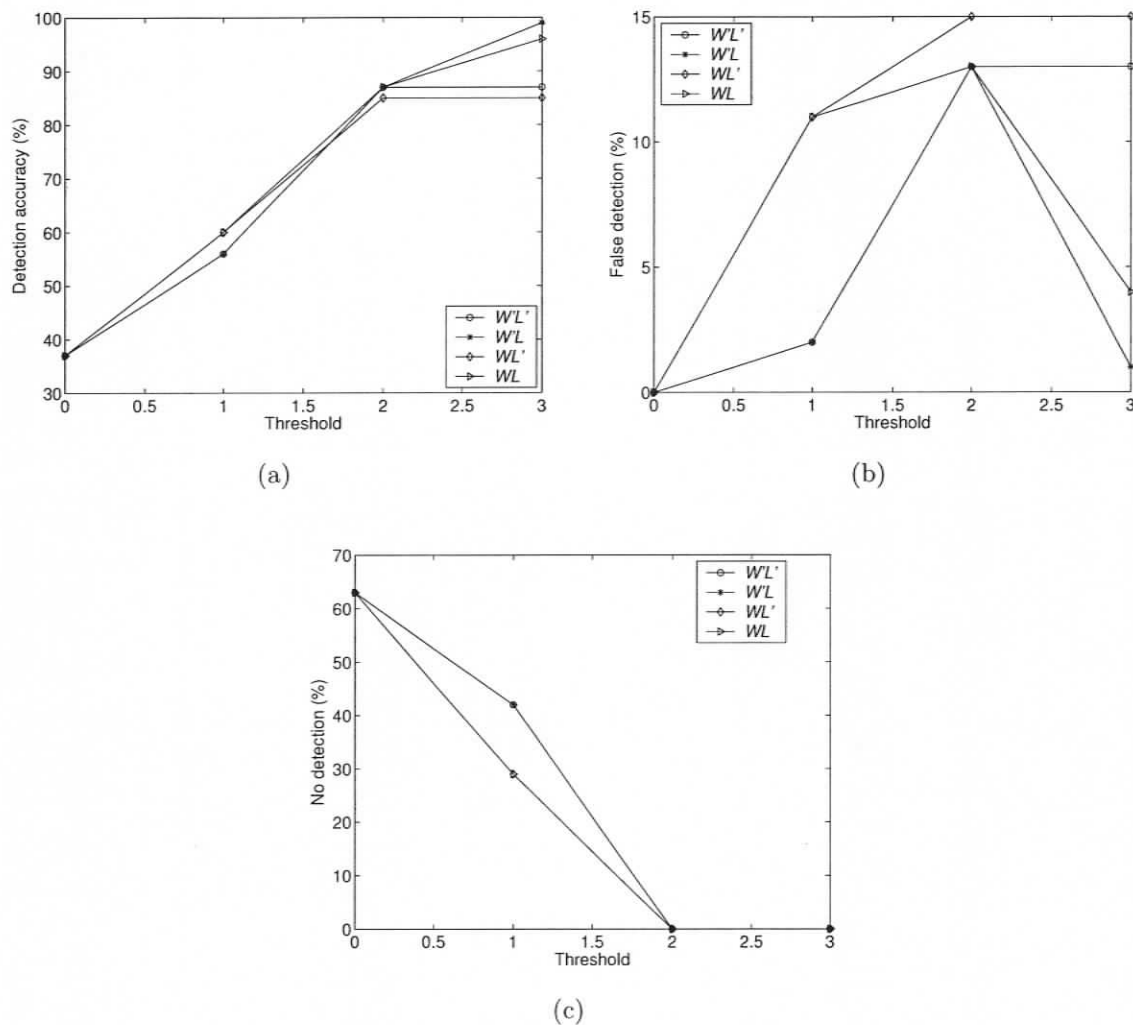 100
90
80
70
60
50
40
30
0
0.5
1
1.5
2
2.5
3
Detection accuracy (%)
Threshold
W'L'
W'L
WL'
WL
(a)
15
10
5
0
0
0.5
1
1.5
2
2.5
3
False detection (%)
Threshold
W'L'
W'L
WL'
WL
(b)
70
60
50
40
30
20
10
0
0
0.5
1
1.5
2
2.5
3
No detection (%)
Threshold
W'L'
W'L
WL'
WL
(c)